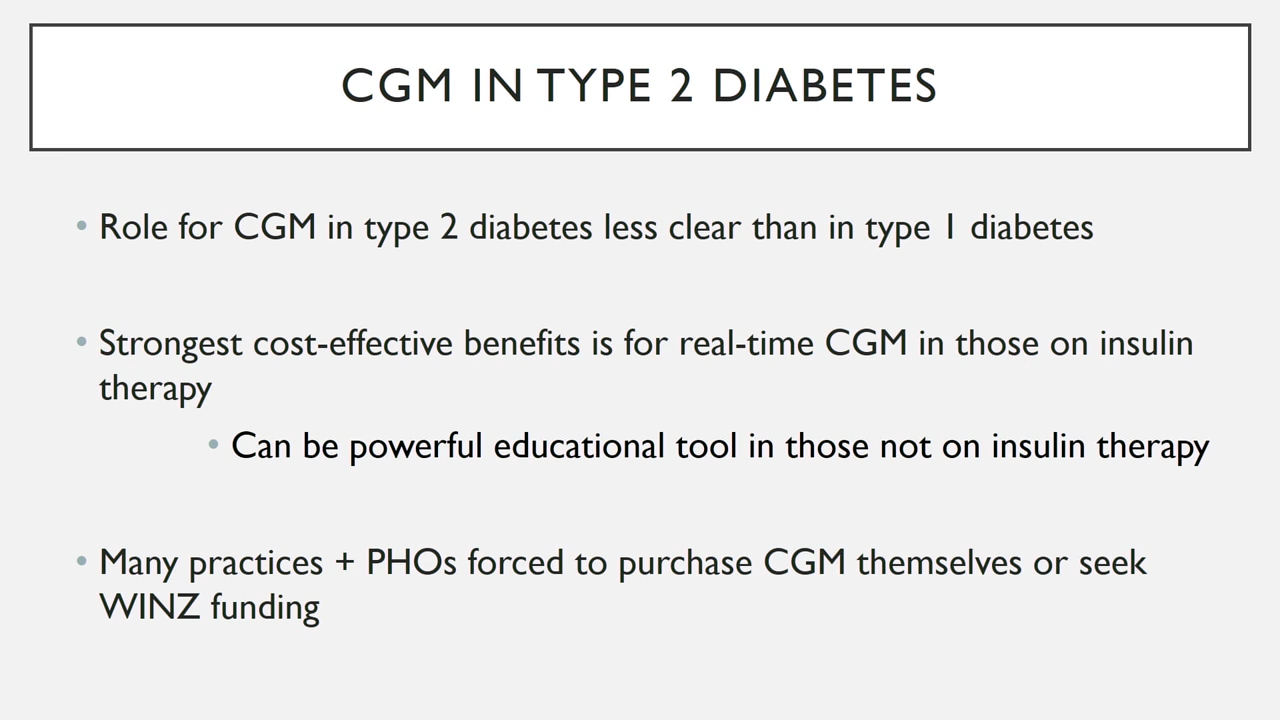 CGM IN TYPE 2 DIABETES
• Role for CGM in type 2 diabetes less clear than in type 1 diabetes
• Strongest cost-effective benefits is for real-time CGM in those on insulin
therapy
• Can be powerful educational tool in those not on insulin therapy
• Many practices + PHOs forced to purchase CGM themselves or seek
WINZ funding